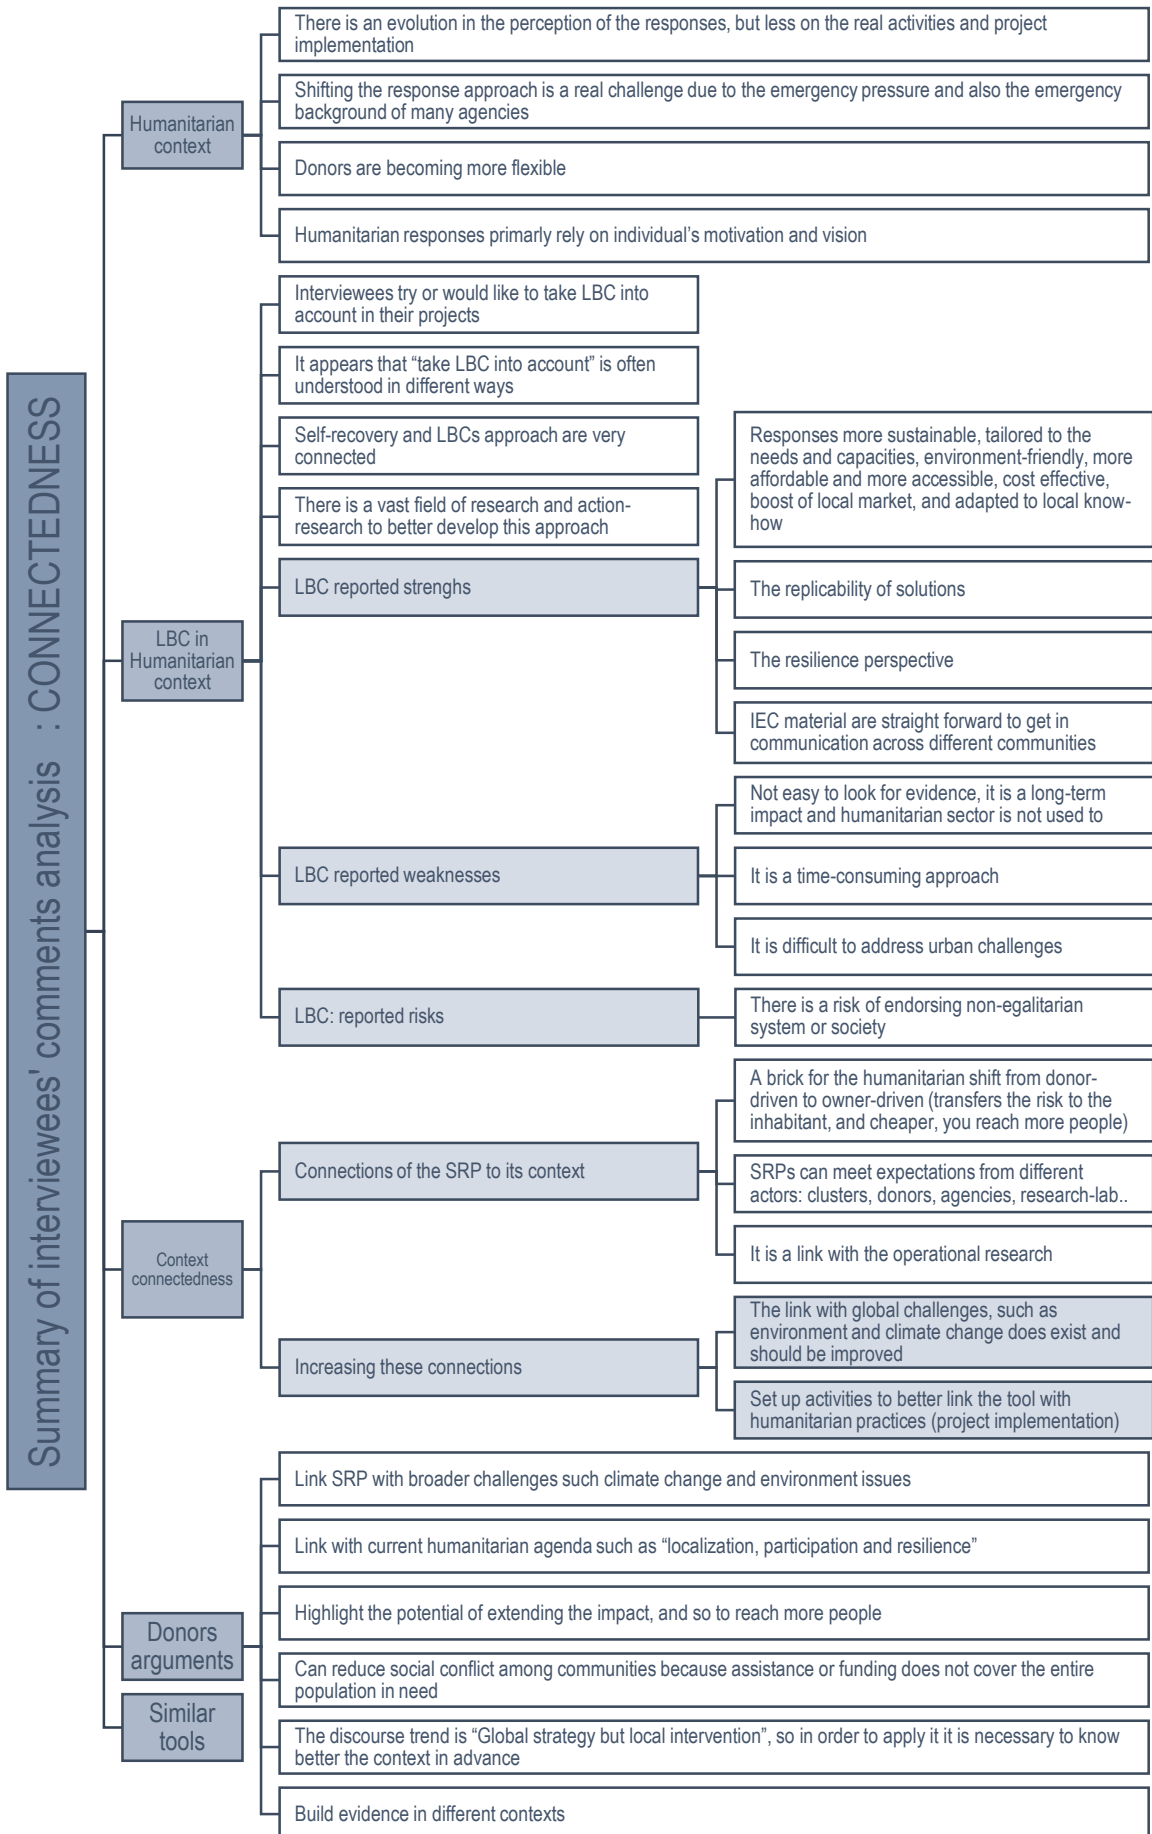 Summary of interviewees' comments analysis : CONNECTEDNESS
Humanitarian
context
There is an evolution in the perception of the responses, but less on the real activities and project
implementation
Shifting the response approach is a real challenge due to the emergency pressure and also the emergency
background of many agencies
Donors are becoming more flexible
Humanitarian responses primarily rely on individual's motivation and vision
LBC in
Humanitarian
context
Interviewees try or would like to take LBC into
account in their projects
It appears that “take LBC into account” is often
understood in different ways
Self-recovery and LBCs approach are very
connected
There is a vast field of research and action-
research to better develop this approach
LBC reported strenghs
Responses more sustainable, tailored to the
needs and capacities, environment-friendly, more
affordable and more accessible, cost effective,
boost of local market, and adapted to local know-
how
The replicability of solutions
The resilience perspective
IEC material are straight forward to get in
communication across different communities
LBC reported weaknesses
Not easy to look for evidence, it is a long-term
impact and humanitarian sector is not used to
It is a time-consuming approach
It is difficult to address urban challenges
LBC: reported risks
There is a risk of endorsing non-egalitarian
system or society
Context
connectedness
Connections of the SRP to its context
A brick for the humanitarian shift from donor-
driven to owner-driven (transfers the risk to the
inhabitant, and cheaper, you reach more people)
SRPs can meet expectations from different
actors: clusters, donors, agencies, research-lab..
It is a link with the operational research
Increasing these connections
The link with global challenges, such as
environment and climate change does exist and
should be improved
Set up activities to better link the tool with
humanitarian practices (project implementation)
Donors
arguments
Link SRP with broader challenges such climate change and environment issues
Link with current humanitarian agenda such as “localization, participation and resilience”
Highlight the potential of extending the impact, and so to reach more people
Can reduce social conflict among communities because assistance or funding does not cover the entire
population in need
The discourse trend is “Global strategy but local intervention”, so in order to apply it it is necessary to know
better the context in advance
Build evidence in different contexts
Similar
tools